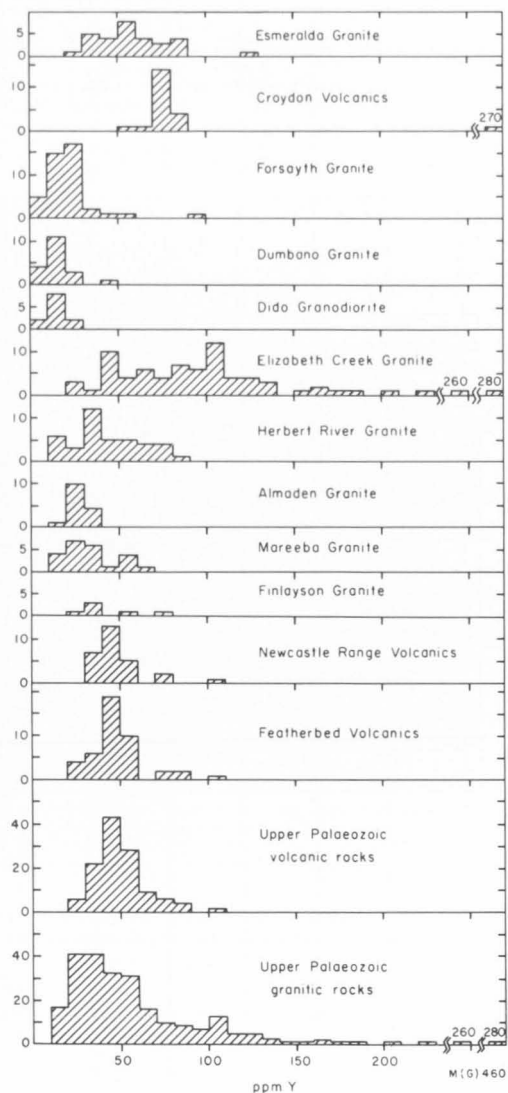 5
0
Esmeralda Granite
10
0
Croydon Volcanics
270
10
0
Forsayth Granite
10
0
Dumbano Granite
5
0
Dido Granodiorite
10
0
Elizabeth Creek Granite
260 280
10
0
Herbert River Granite
10
0
Almaden Granite
5
0
Mareeba Granite
5
0
Finlayson Granite
10
0
Newcastle Range Volcanics
10
0
Featherbed Volcanics
40
20
0
Upper Palaeozoic
volcanic rocks
40
20
0
Upper Palaeozoic
granitic rocks
260 280
50 100 150 200
ppm Y
M(G) 460